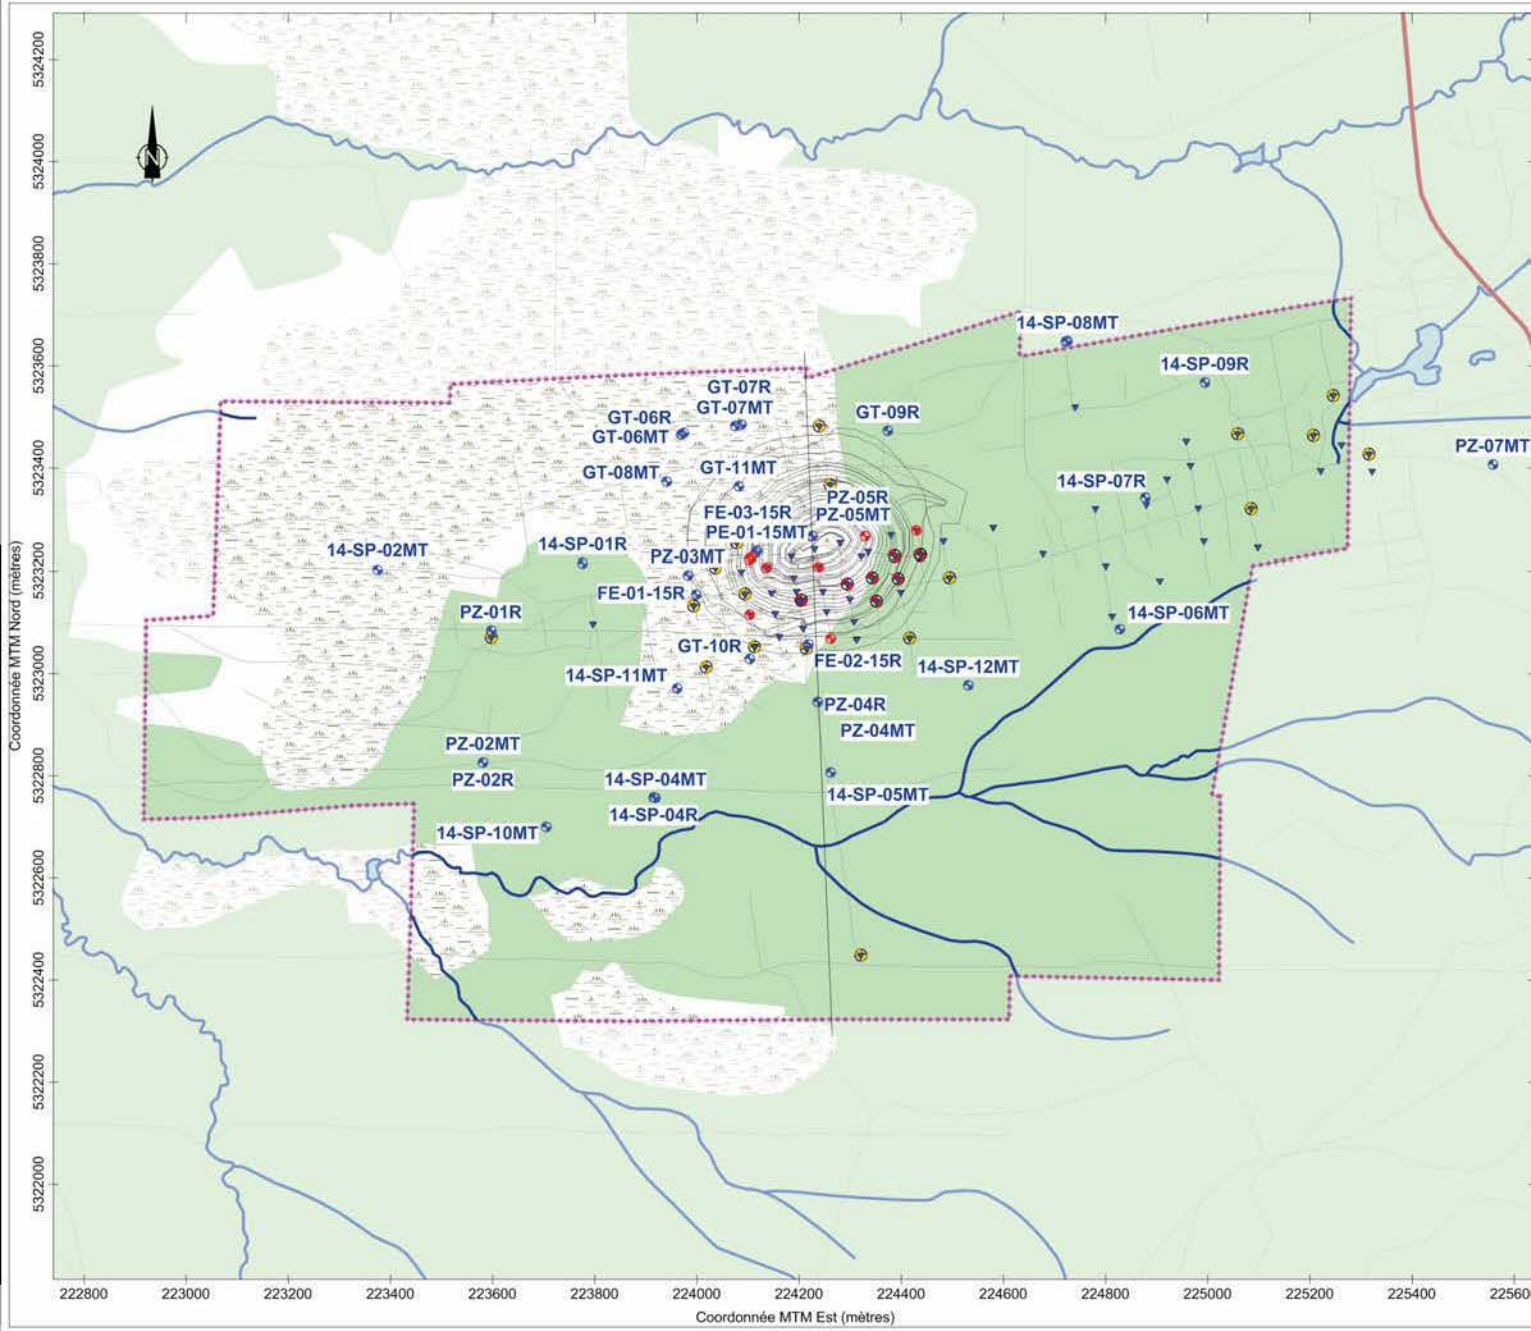 5324200
5324000
5323800
5323600
5323400
5323200
5323000
5322800
5322600
5322400
5322200
5322000
Coordonnée MTM Nord (mètres)
N
14-SP-08MT
14-SP-09R
GT-07R
GT-07MT
GT-06R
GT-06MT
GT-09R
PZ-07MT
GT-08MT
GT-11MT
14-SP-07R
PZ-05R
PZ-05MT
FE-03-15R
PE-01-15MT
14-SP-02MT
14-SP-01R
PZ-03MT
FE-01-15R
PZ-01R
14-SP-06MT
GT-10R
FE-02-15R
14-SP-12MT
14-SP-11MT
PZ-04R
PZ-04MT
PZ-02MT
PZ-02R
14-SP-04MT
14-SP-04R
14-SP-05MT
14-SP-10MT
222800 223000 223200 223400 223600 223800 224000 224200 224400 224600 224800 225000 225200 225400 22560
Coordonnée MTM Est (mètres)